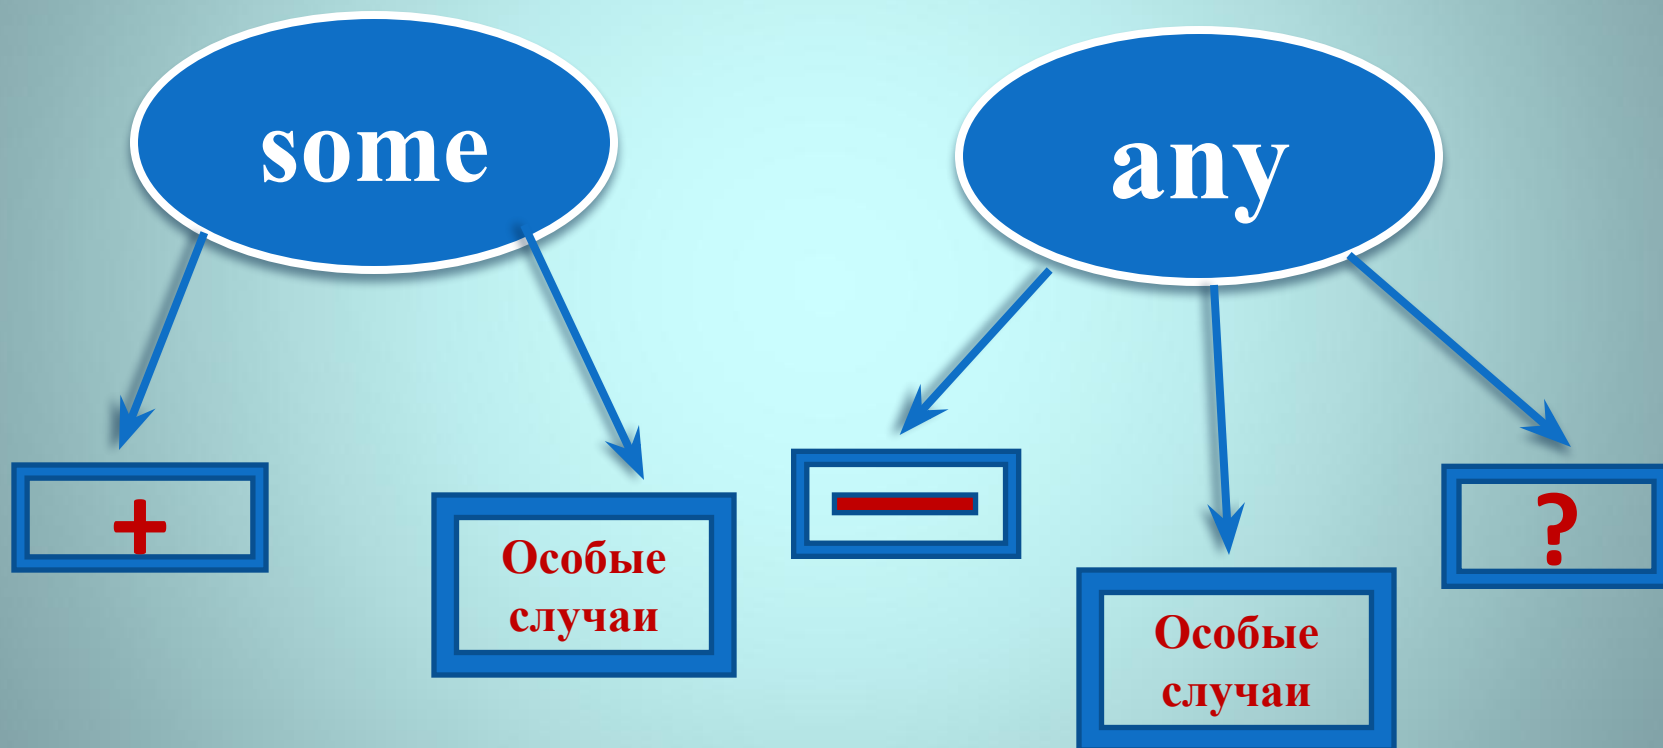 some
any
+
Особые
случаи
—
Особые
случаи
?